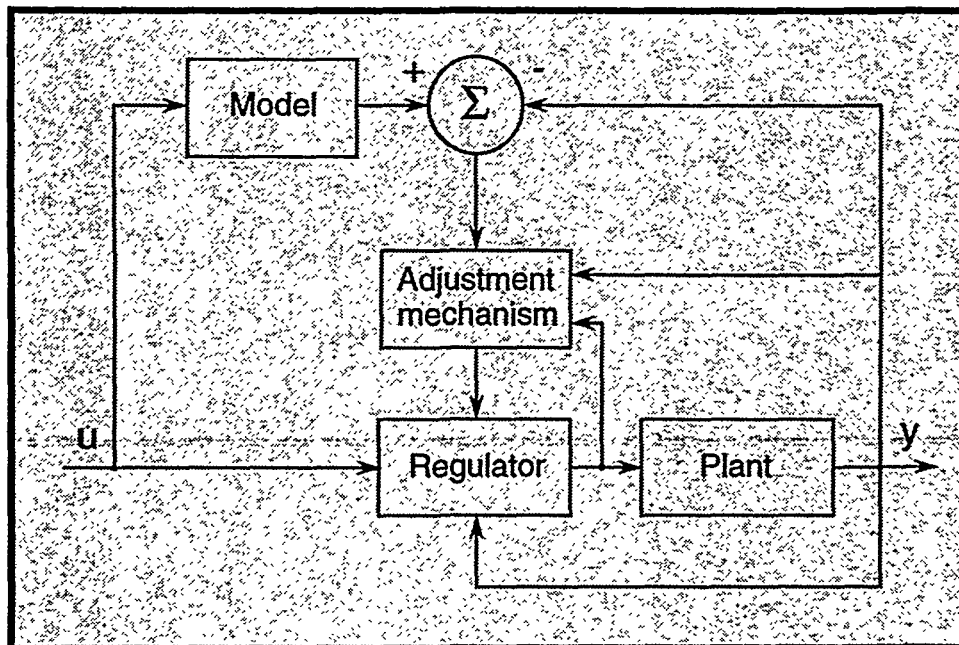 + -
Model Σ
Adjustment
mechanism
u y
Regulator Plant